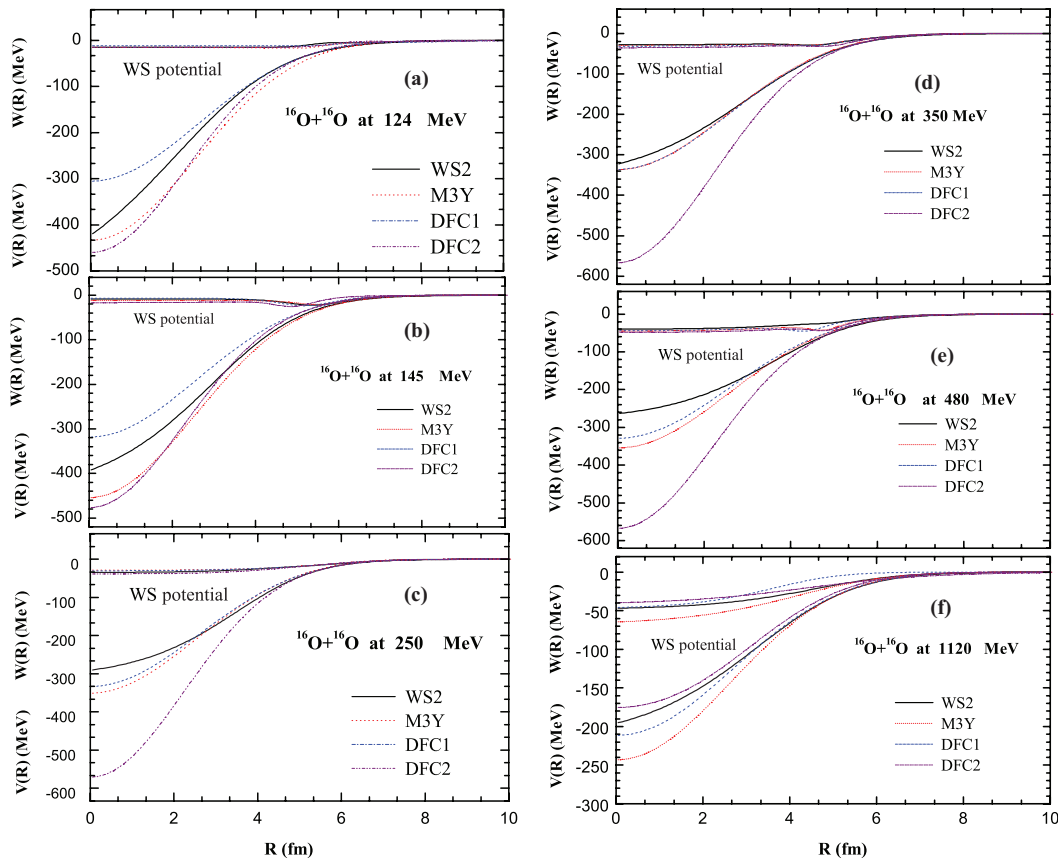 W(R) (MeV)
V(R) (MeV)
0
-100
-200
-300
-400
-500
WS potential
(a)
16O+16O at 124 MeV
WS2
M3Y
DFC1
DFC2
W(R) (MeV)
V(R) (MeV)
0
-100
-200
-300
-400
-500
WS potential
(b)
16O+16O at 145 MeV
WS2
M3Y
DFC1
DFC2
W(R) (MeV)
V(R) (MeV)
0
-100
-200
-300
-400
-500
-600
WS potential
(c)
16O+16O at 250 MeV
WS2
M3Y
DFC1
DFC2
0 2 4 6 8 10
R (fm)
W(R) (MeV)
V(R) (MeV)
0
-100
-200
-300
-400
-500
-600
WS potential
(d)
16O+16O at 350 MeV
WS2
M3Y
DFC1
DFC2
W(R) (MeV)
V(R) (MeV)
0
-100
-200
-300
-400
-500
-600
WS potential
(e)
16O+16O at 480 MeV
WS2
M3Y
DFC1
DFC2
W(R) (MeV)
V(R) (MeV)
0
-50
-100
-150
-200
-250
-300
WS potential
(f)
16O+16O at 1120 MeV
WS2
M3Y
DFC1
DFC2
0 2 4 6 8 10
R (fm)